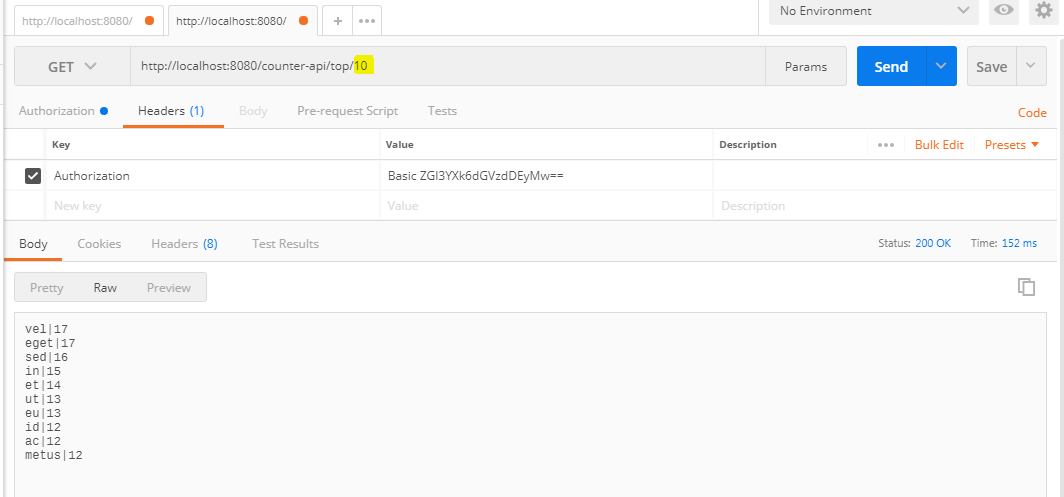 http://localhost:8080/ http://localhost:8080/ + ••• No Environment
GET http://localhost:8080/counter-api/top/10 Params Send Save
Authorization Headers (1) Body Pre-request Script Tests Code
Key Value Description ••• Bulk Edit Presets
Authorization Basic ZGl3YXk6dGVzdDEyMw==
New key Value Description
Body Cookies Headers (8) Test Results Status: 200 OK Time: 152 ms
Pretty Raw Preview
vel|17
eget|17
sed|16
in|15
et|14
ut|13
eu|13
id|12
ac|12
metus|12